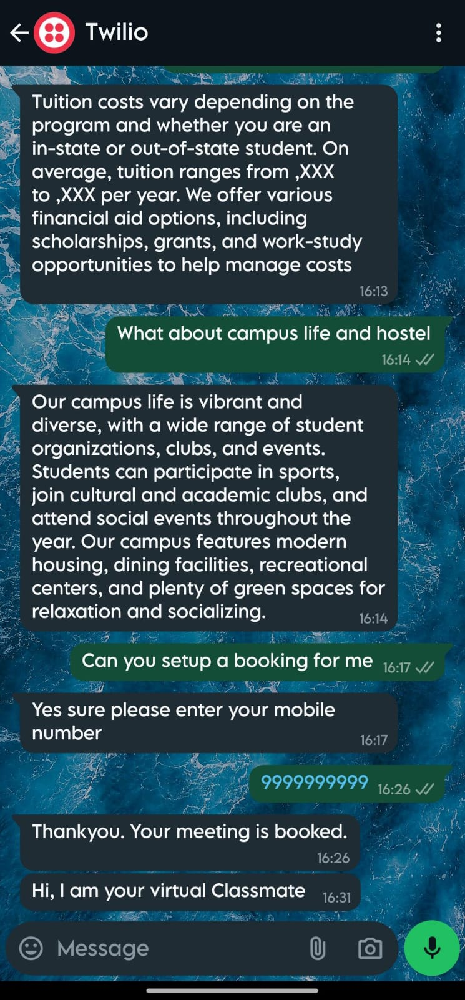 Twilio
Tuition costs vary depending on the
program and whether you are an
in-state or out-of-state student. On
average, tuition ranges from ,XXX
to ,XXX per year. We offer various
financial aid options, including
scholarships, grants, and work-study
opportunities to help manage costs
16:13
What about campus life and hostel
16:14
Our campus life is vibrant and
diverse, with a wide range of student
organizations, clubs, and events.
Students can participate in sports,
join cultural and academic clubs, and
attend social events throughout the
year. Our campus features modern
housing, dining facilities, recreational
centers, and plenty of green spaces for
relaxation and socializing.
16:14
Can you setup a booking for me 16:17
Yes sure please enter your mobile
number
16:17
9999999999 16:26
Thankyou. Your meeting is booked.
16:26
Hi, I am your virtual Classmate 16:31
Message